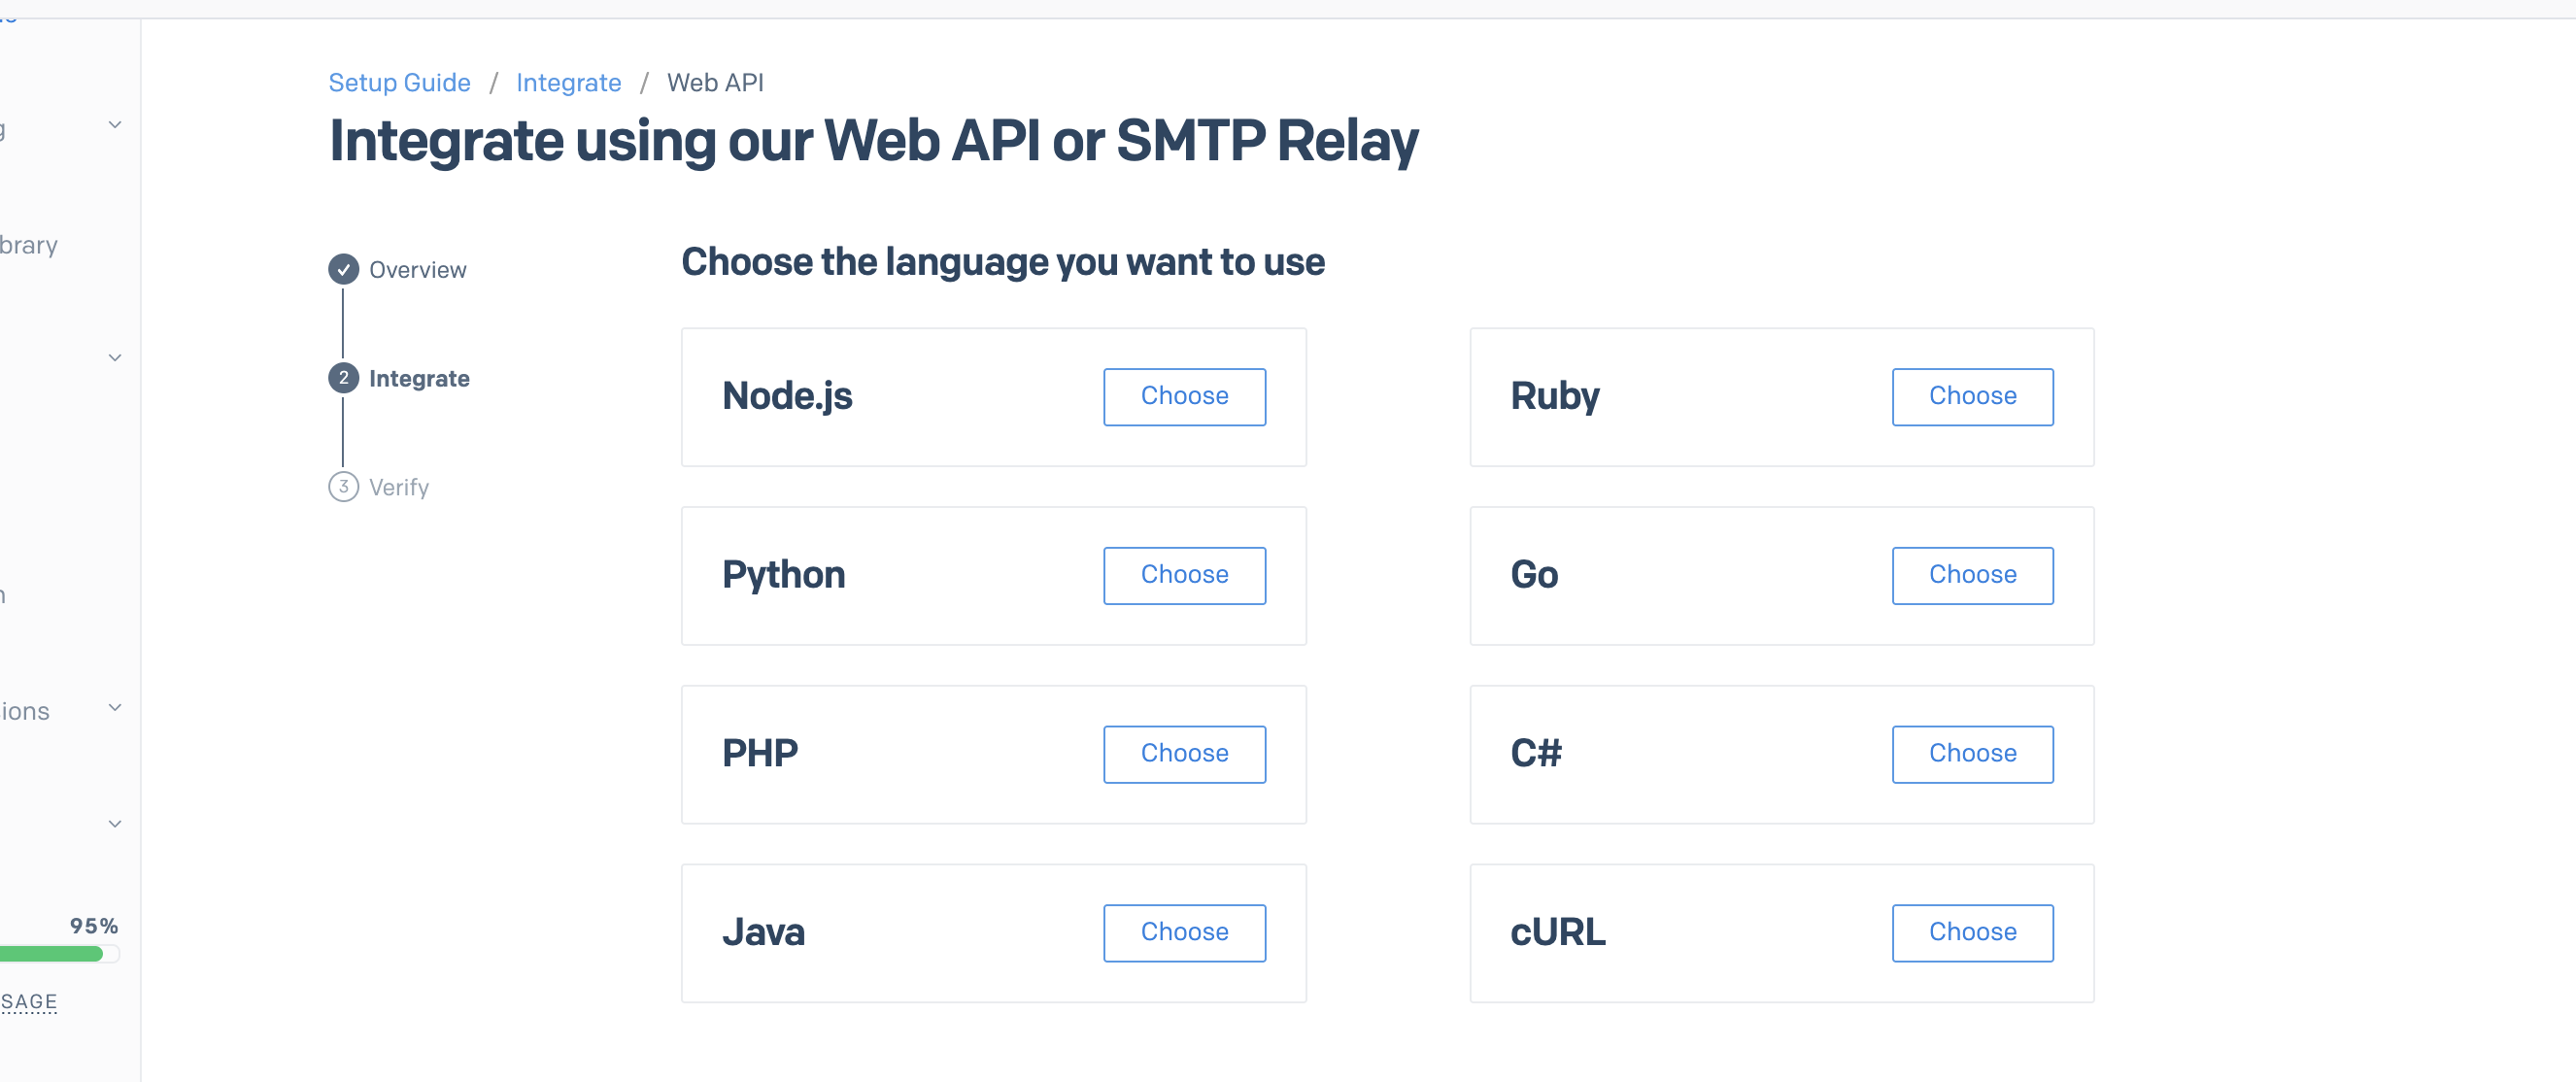 Setup Guide / Integrate / Web API
Integrate using our Web API or SMTP Relay
brary
ions
95%
SAGE
Overview
2 Integrate
3 Verify
Choose the language you want to use
Node.js Choose
Ruby Choose
Python Choose
Go Choose
PHP Choose
C# Choose
Java Choose
cURL Choose